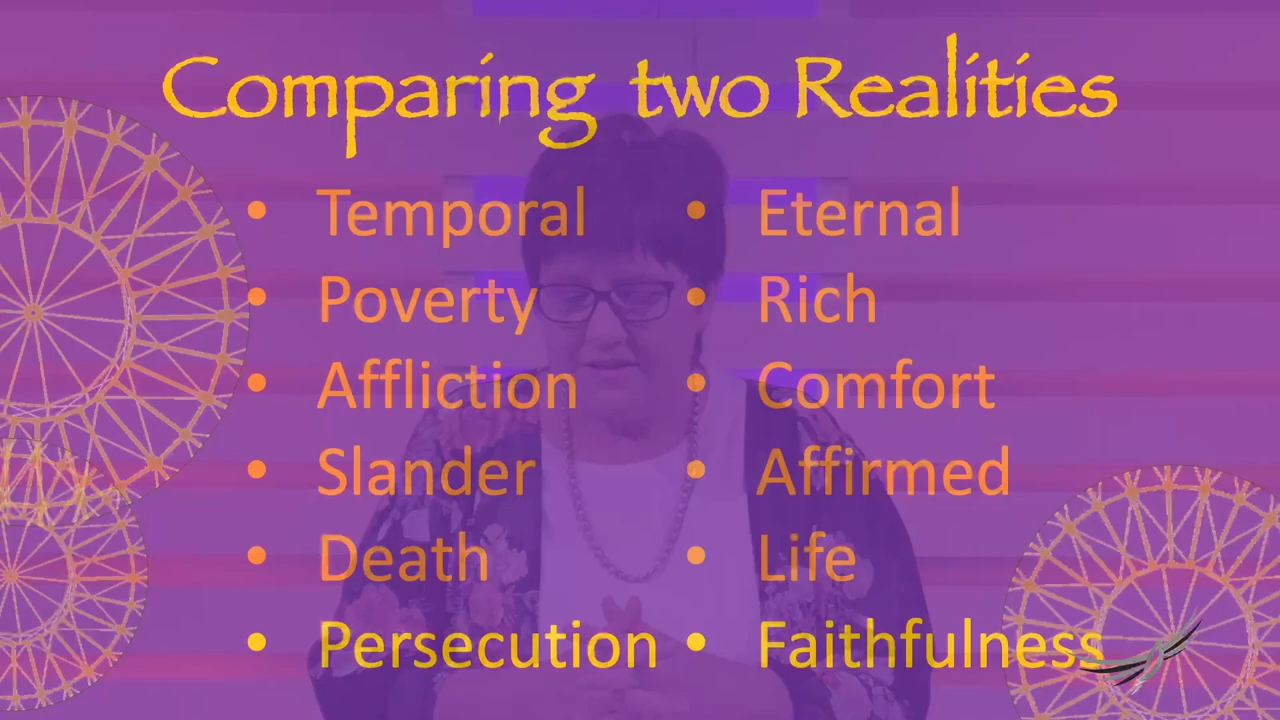 Comparing two Realities
• Temporal
• Poverty
• Affliction
• Slander
• Death
• Persecution
• Eternal
• Rich
• Comfort
• Affirmed
• Life
• Faithfulness